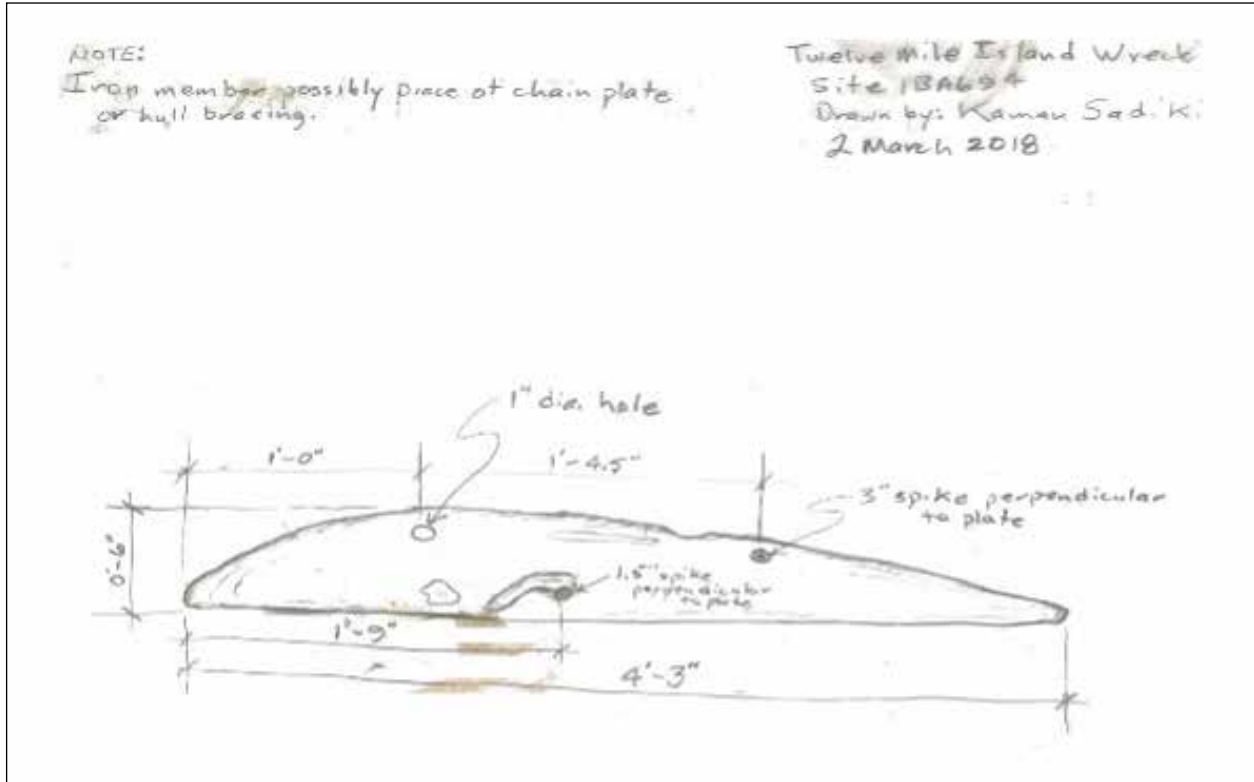 NOTE:
Iron member possibly piece of chain plate
or hull bracing.
Twelve Mile Island Wreck
Site 1BA694
Drawn by: Kamau Sadiki
2 March 2018
1" dia. hole
1'-0"
1'-4.5"
3" spike perpendicular
to plate
0'-6"
1.5" spike
perpendicular
to plate
1'-9"
4'-3"